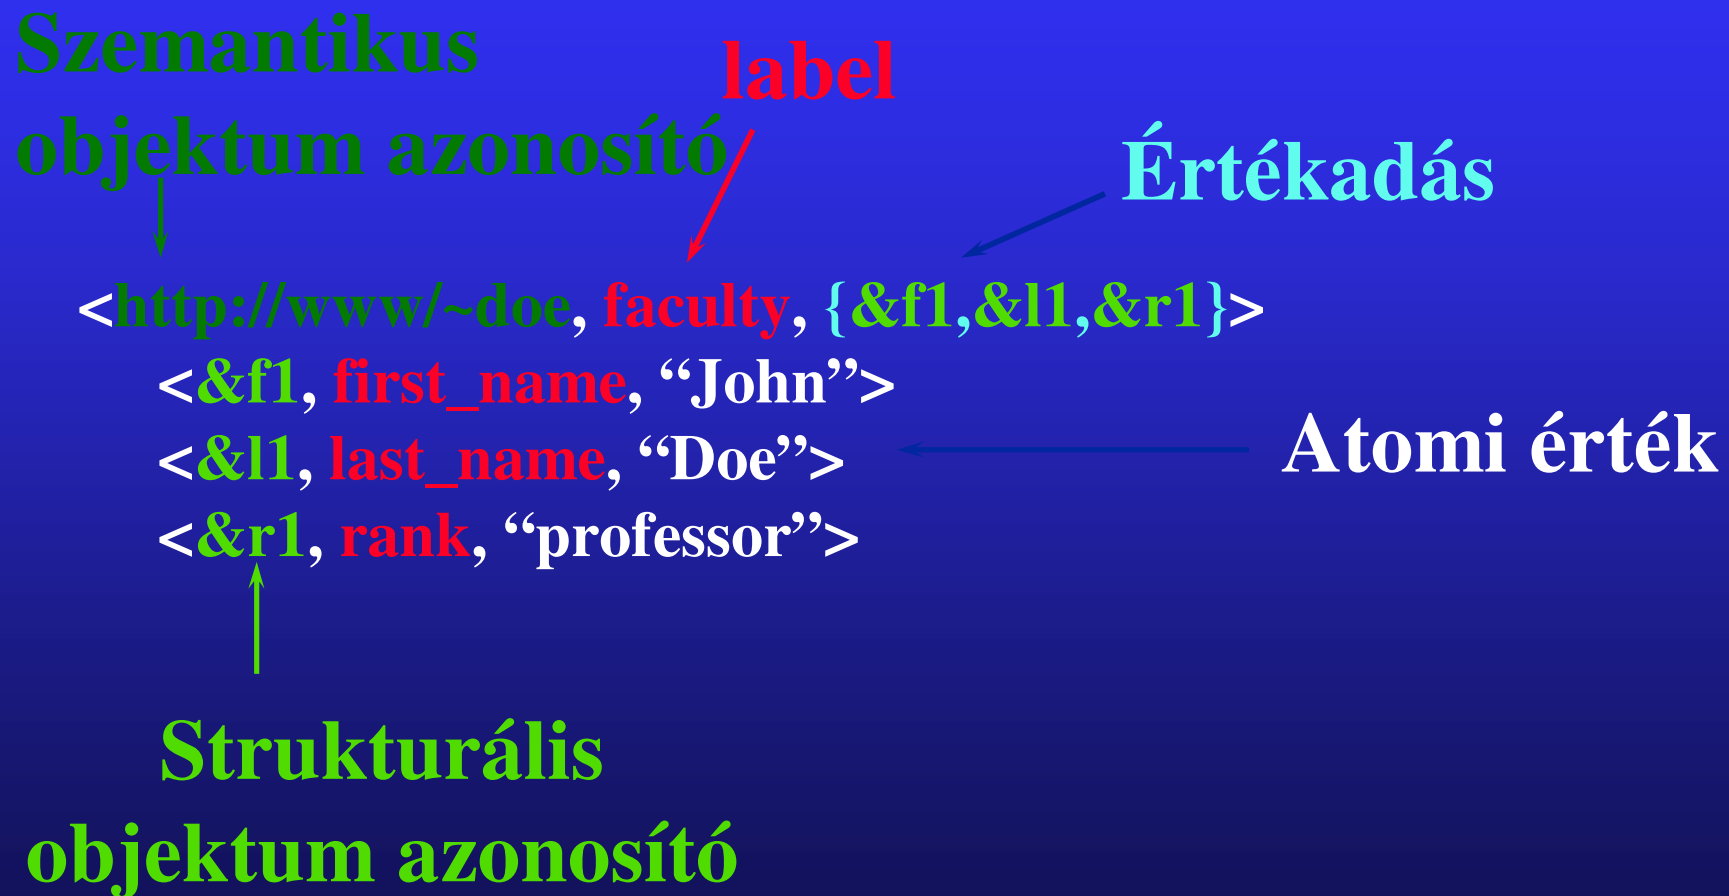 Szemantikus
objektum azonosító
label
Értékadás
<http://www/~doe, faculty, {&f1,&l1,&r1}>
<&f1, first_name, “John”>
<&l1, last_name, “Doe”>
<&r1, rank, “professor”>
Atomi érték
Strukturális
objektum azonosító